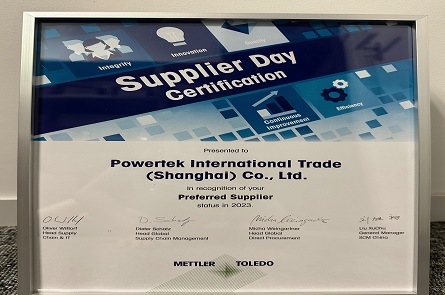 Integrity
Innovation
Quality
Supplier Day
Certification
Continuous
Improvement
Efficiency
Presented to
Powertek International Trade
(Shanghai) Co., Ltd.
In recognition of your
Preferred Supplier
status in 2023.
Oliver Wittorf
Head Supply
Chain & IT
Dieter Schatz
Head Global
Supply Chain Management
Micha Weingartner
Head Global
Direct Procurement
Liu Xuchu
General Manager
SCM China
METTLER TOLEDO